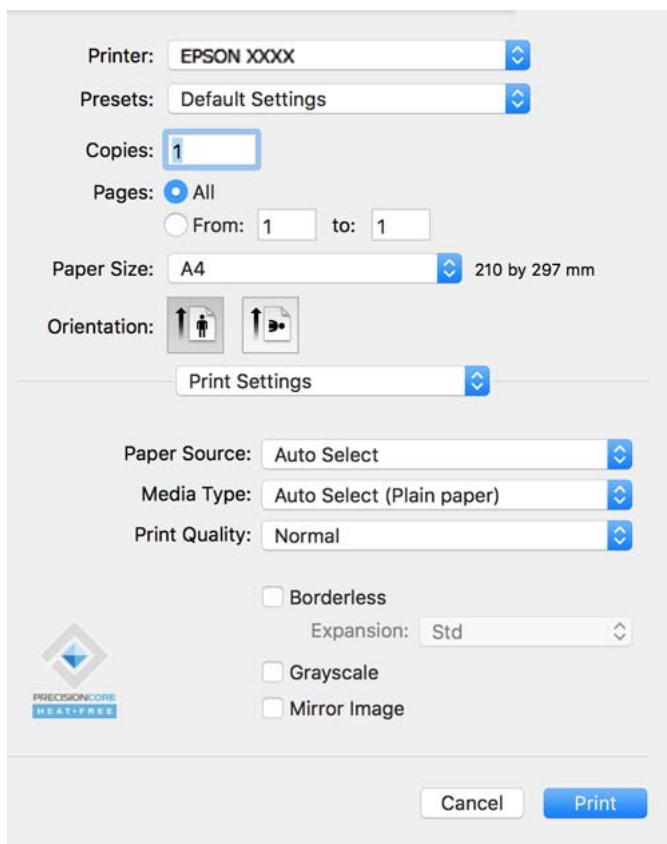 Printer: EPSON XXXX
Presets: Default Settings
Copies: 1
Pages: All
From: 1 to: 1
Paper Size: A4 210 by 297 mm
Orientation:
Print Settings
Paper Source: Auto Select
Media Type: Auto Select (Plain paper)
Print Quality: Normal
Borderless
Expansion: Std
Grayscale
Mirror Image
PRECISIONCORE
HEAT-FREE
Cancel Print